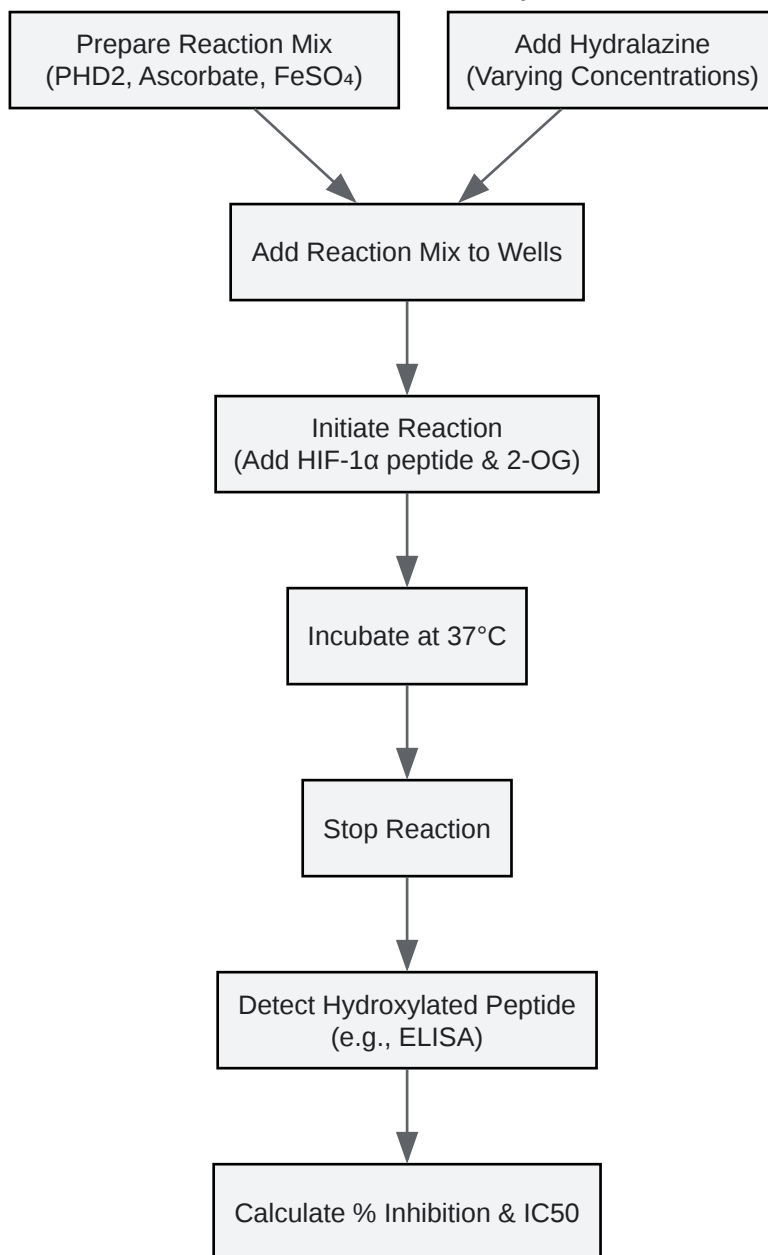 Prepare Reaction Mix
(PHD2, Ascorbate, FeSO₄)
Add Hydralazine
(Varying Concentrations)
Add Reaction Mix to Wells
Initiate Reaction
(Add HIF-1α peptide & 2-OG)
Incubate at 37°C
Stop Reaction
Detect Hydroxylated Peptide
(e.g., ELISA)
Calculate % Inhibition & IC50